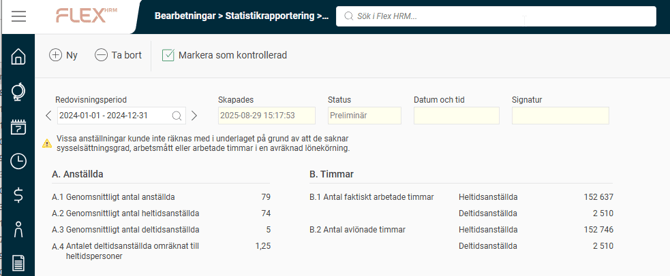 FLEX HRM
Bearbetningar > Statistikrapportering >...
Sök i Flex HRM...
Ny
Ta bort
Markera som kontrollerad
Redovisningsperiod
Skapades
Status
Datum och tid
Signatur
2024-01-01 - 2024-12-31
2025-08-29 15:17:53
Preliminär
Vissa anställningar kunde inte räknas med i underlaget på grund av att de saknar
sysselsättningsgrad, arbetsmått eller arbetade timmar i en avräknad lönekörning.
A. Anställda
B. Timmar
A.1 Genomsnittligt antal anställda 79
B.1 Antal faktiskt arbetade timmar Heltidsanställda 152 637
A.2 Genomsnittligt antal heltidsanställda 74
Deltidsanställda 2 510
A.3 Genomsnittligt antal deltidsanställda 5
B.2 Antal avlönade timmar Heltidsanställda 152 746
A.4 Antalet deltidsanställda omräknat till 1,25
heltidspersoner
Deltidsanställda 2 510